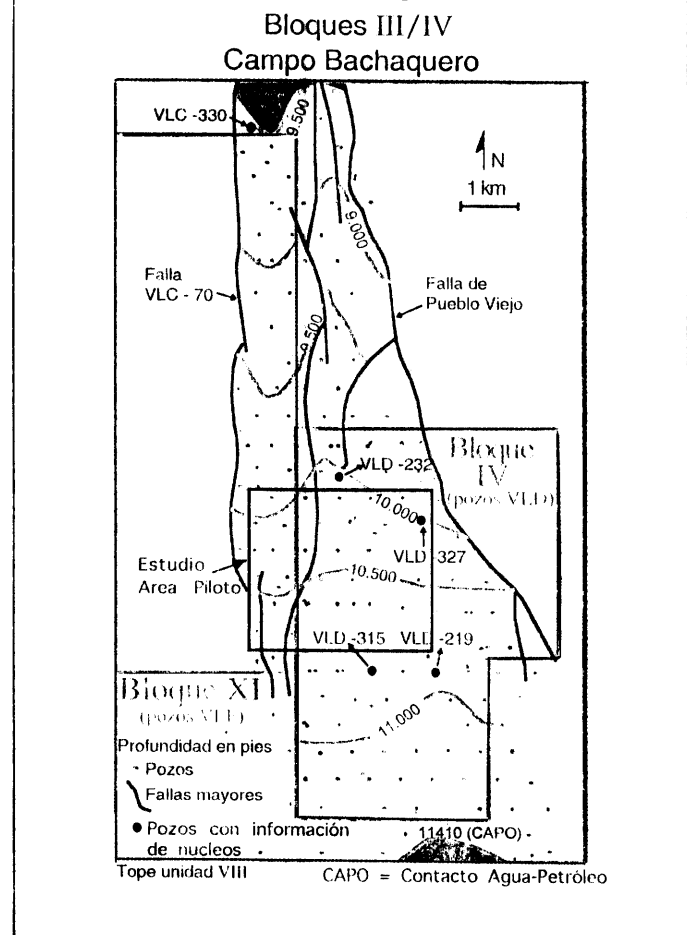 Bloques III/IV
Campo Bachaquero
VLC -330
9.500
N
1 km
9.000
Falla
VLC - 70
Falla de
Pueblo Viejo
9.500
Bloque
IV
(pozos VLD)
VLD -232
10.000
VLD -327
Estudio
Area Piloto
10.500
VLD -315
VLD -219
Bloque XI
(pozos VLE)
11.000
Profundidad en pies
Pozos
Fallas mayores
Pozos con información
de nucleos
11410 (CAPO)
Tope unidad VIII
CAPO = Contacto Agua-Petróleo